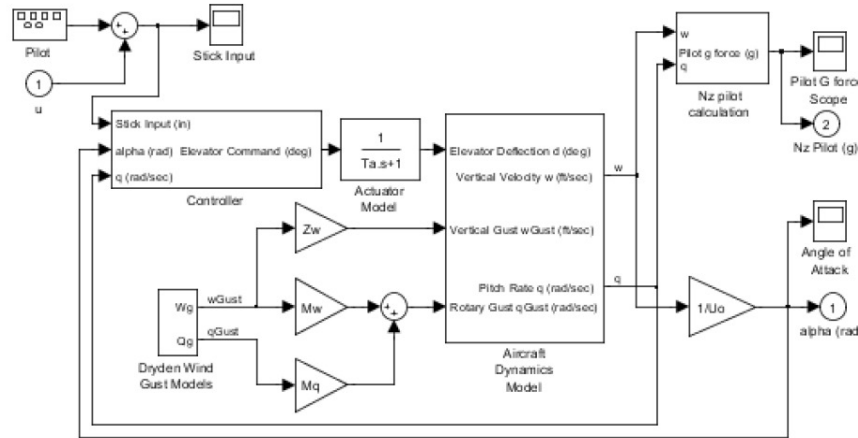 Pilot
1
u
+
+
Stick Input
Stick Input (in)
alpha (rad) Elevator Command (deg)
q (rad/sec)
Controller
1
Ta.s+1
Actuator
Model
Elevator Deflection d (deg)
Vertical Velocity w (ft/sec)
Vertical Gust wGust (ft/sec)
Pitch Rate q (rad/sec)
Rotary Gust qGust (rad/sec)
Aircraft
Dynamics
Model
w
q
w
Pilot g force (g)
q
Nz pilot
calculation
Pilot G force
Scope
2
Nz Pilot (g)
Angle of
Attack
1/Uo
1
alpha (rad
Zw
Mw
Mq
+
+
Wg
Qg
wGust
qGust
Dryden Wind
Gust Models